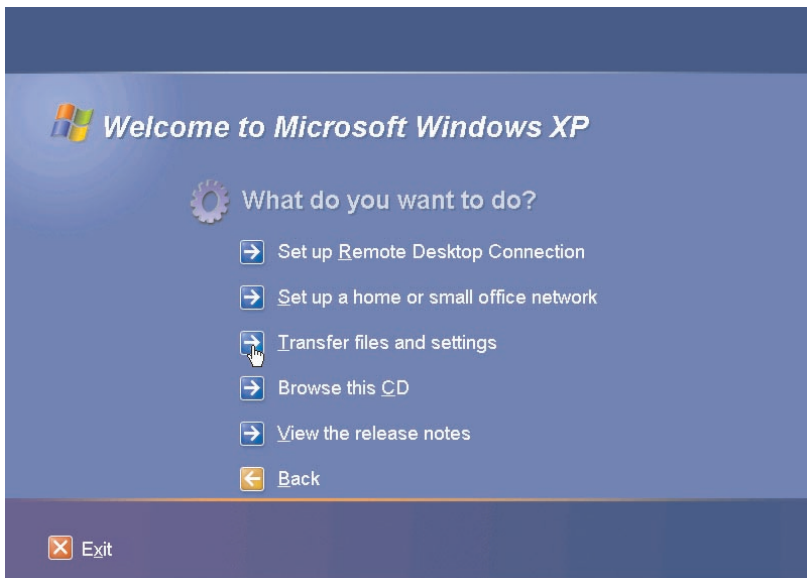 Welcome to Microsoft Windows XP
What do you want to do?
Set up Remote Desktop Connection
Set up a home or small office network
Transfer files and settings
Browse this CD
View the release notes
Back
Exit